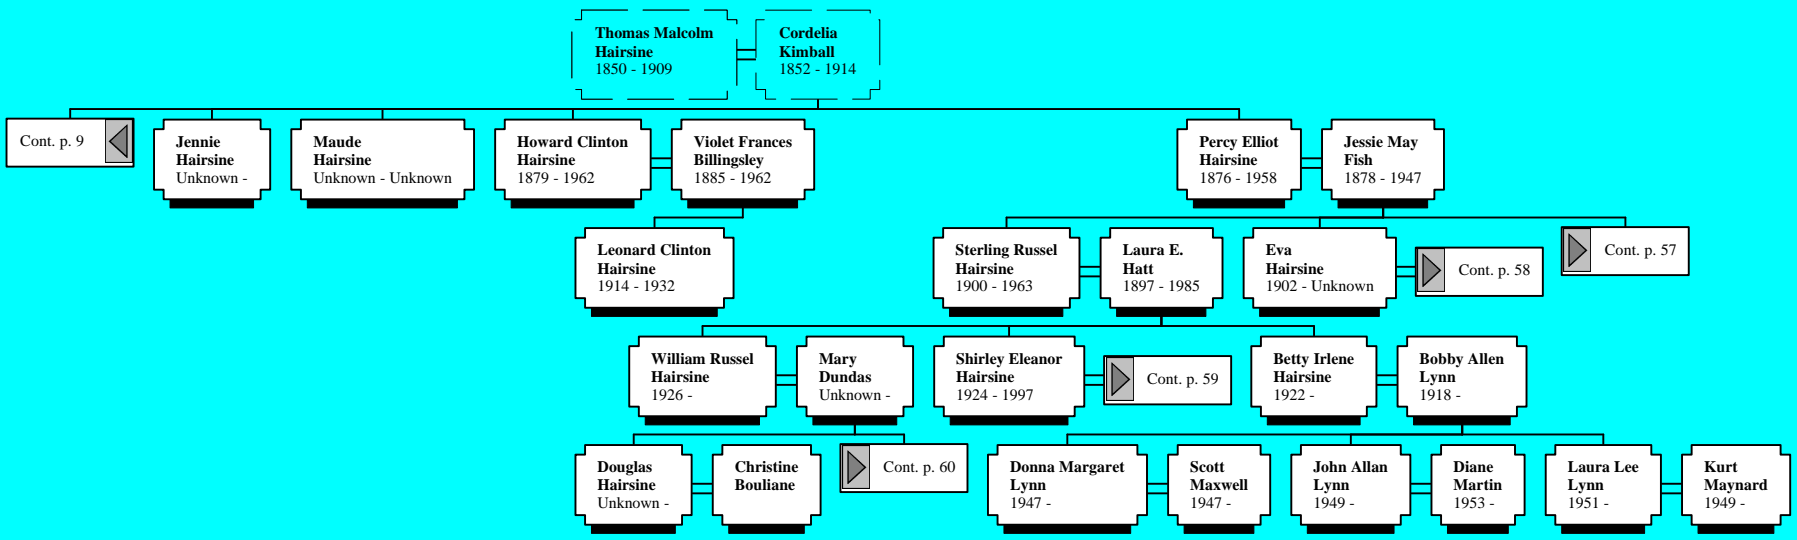 Thomas Malcolm
Hairsine
1850 - 1909
Cordelia
Kimball
1852 - 1914
Cont. p. 9
Jennie
Hairsine
Unknown -
Maude
Hairsine
Unknown - Unknown
Howard Clinton
Hairsine
1879 - 1962
Violet Frances
Billingsley
1885 - 1962
Percy Elliot
Hairsine
1876 - 1958
Jessie May
Fish
1878 - 1947
Leonard Clinton
Hairsine
1914 - 1932
Sterling Russel
Hairsine
1900 - 1963
Laura E.
Hatt
1897 - 1985
Eva
Hairsine
1902 - Unknown
Cont. p. 58
Cont. p. 57
William Russel
Hairsine
1926 -
Mary
Dundas
Unknown -
Shirley Eleanor
Hairsine
1924 - 1997
Cont. p. 59
Betty Irlene
Hairsine
1922 -
Bobby Allen
Lynn
1918 -
Douglas
Hairsine
Unknown -
Christine
Bouliane
Cont. p. 60
Donna Margaret
Lynn
1947 -
Scott
Maxwell
1947 -
John Allan
Lynn
1949 -
Diane
Martin
1953 -
Laura Lee
Lynn
1951 -
Kurt
Maynard
1949 -